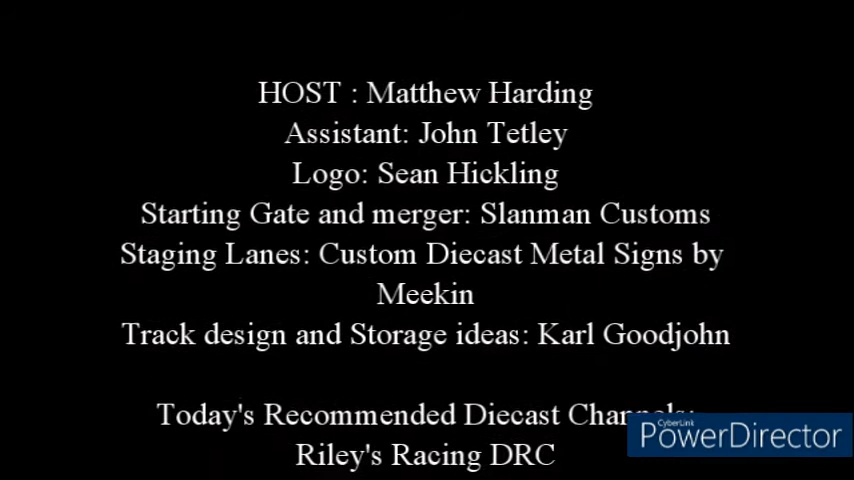 HOST : Matthew Harding
Assistant: John Tetley
Logo: Sean Hickling
Starting Gate and merger: Slanman Customs
Staging Lanes: Custom Diecast Metal Signs by
Meekin
Track design and Storage ideas: Karl Goodjohn
Today's Recommended Diecast Channels:
Riley's Racing DRC
CyberLink
PowerDirector